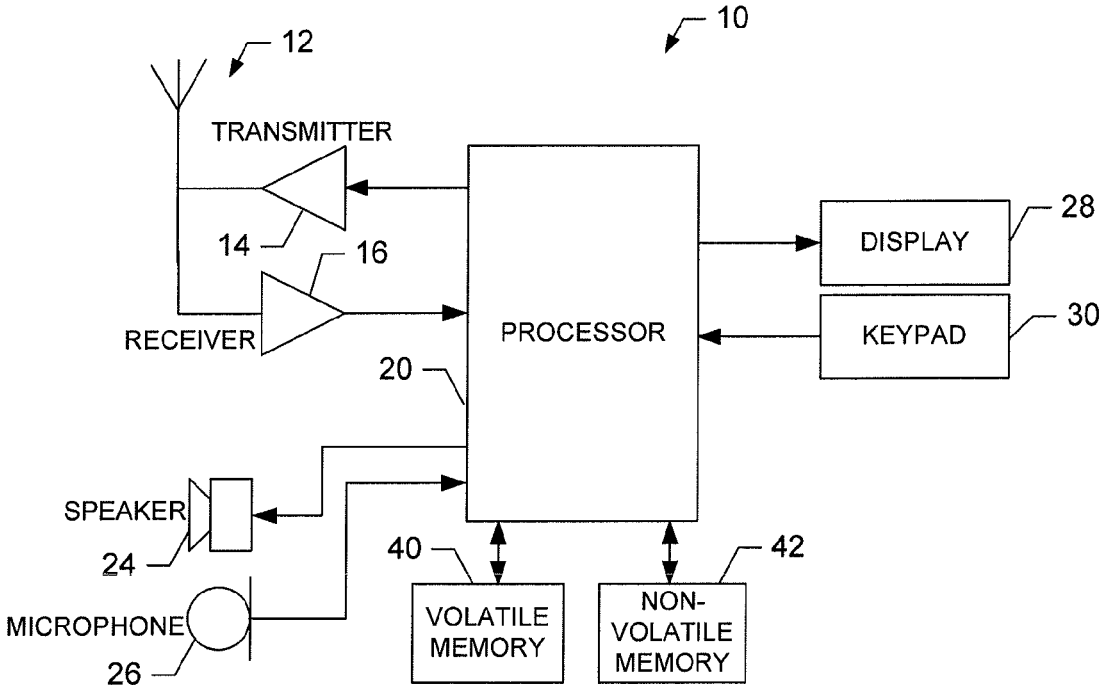 10
12
TRANSMITTER
14
16
RECEIVER
PROCESSOR
20
DISPLAY
28
KEYPAD
30
SPEAKER
24
MICROPHONE
26
40
VOLATILE
MEMORY
42
NON-
VOLATILE
MEMORY